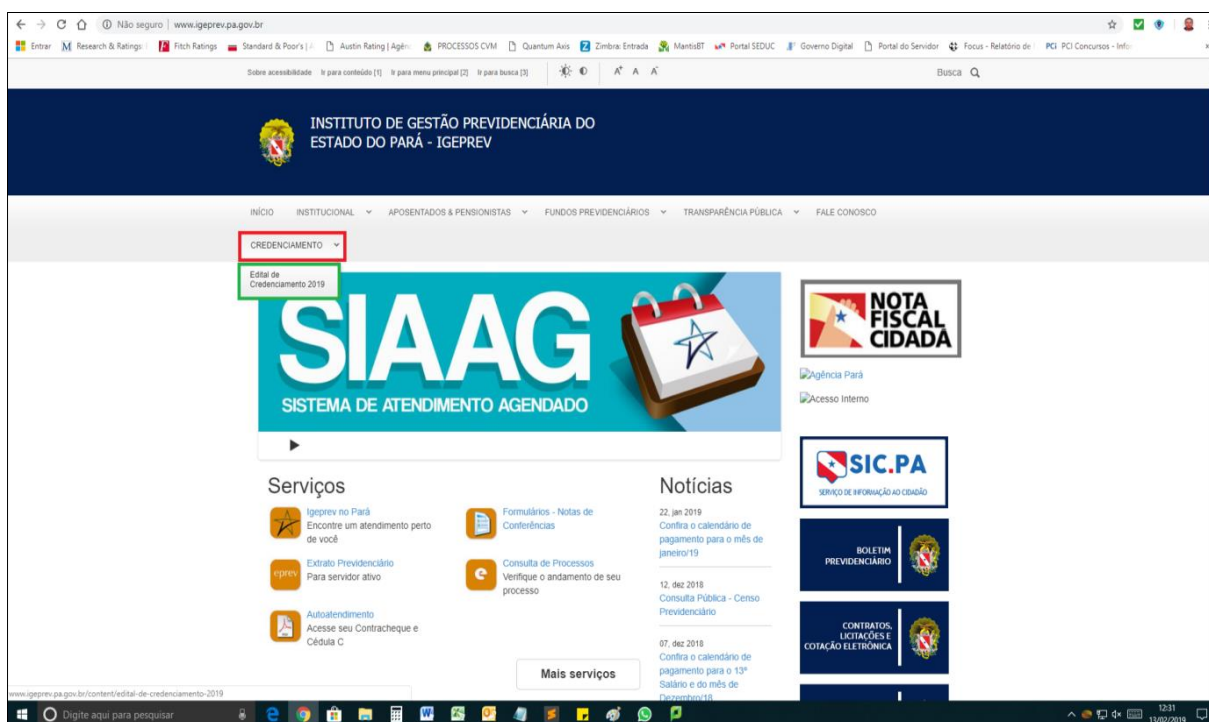 Não seguro | www.igeprev.pa.gov.br
Entrar Research & Ratings Fitch Ratings Standard & Poor's | Austin Rating | Agên PROCESSOS CVM Quantum Axis Zimbra: Entrada MantisBT Portal SEDUC Governo Digital Portal do Servidor Focus - Relatório de PCI Concursos - Info
Sobre acessibilidade Ir para conteúdo [1] Ir para menu principal [2] Ir para busca [3] A+ A A- Busca
INSTITUTO DE GESTÃO PREVIDENCIÁRIA DO
ESTADO DO PARÁ - IGEPREV
INÍCIO INSTITUCIONAL APOSENTADOS & PENSIONISTAS FUNDOS PREVIDENCIÁRIOS TRANSPARÊNCIA PÚBLICA FALE CONOSCO
CREDENCIAMENTO
Edital de
Credenciamento 2019
SIAAG
SISTEMA DE ATENDIMENTO AGENDADO
NOTA
FISCAL
CIDADÃ
Agência Pará
Acesso Interno
SIC.PA
SERVIÇO DE INFORMAÇÃO AO CIDADÃO
BOLETIM
PREVIDENCIÁRIO
CONTRATOS,
LICITAÇÕES E
COTAÇÃO ELETRÔNICA
Serviços
Igeprev no Pará
Encontre um atendimento perto
de você
Formulários - Notas de
Conferências
eprev
Extrato Previdenciário
Para servidor ativo
Consulta de Processos
Verifique o andamento de seu
processo
Autoatendimento
Acesse seu Contracheque e
Cédula C
Mais serviços
Notícias
22, jan 2019
Confira o calendário de
pagamento para o mês de
janeiro/19
12, dez 2018
Consulta Pública - Censo
Previdenciário
07, dez 2018
Confira o calendário de
pagamento para o 13º
Salário e do mês de
Dezembro/18
www.igeprev.pa.gov.br/content/edital-de-credenciamento-2019
Digite aqui para pesquisar
12:31
13/02/2019